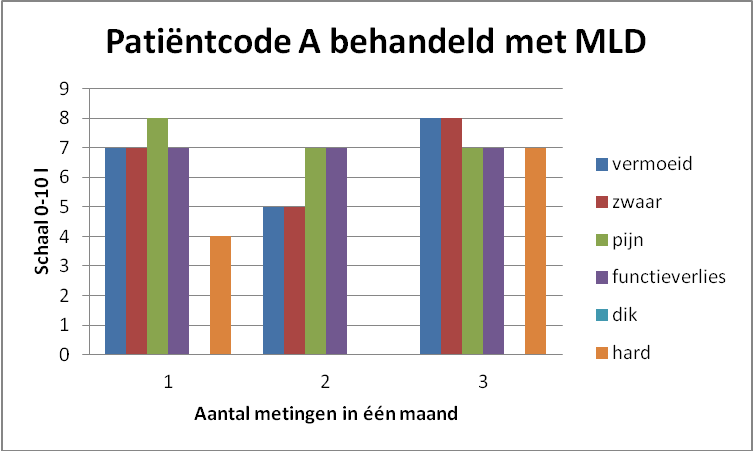 Patiëntcode A behandeld met MLD
Schaal 0-10 l
9
8
7
6
5
4
3
2
1
0
1 2 3
Aantal metingen in één maand
vermoeid
zwaar
pijn
functieverlies
dik
hard